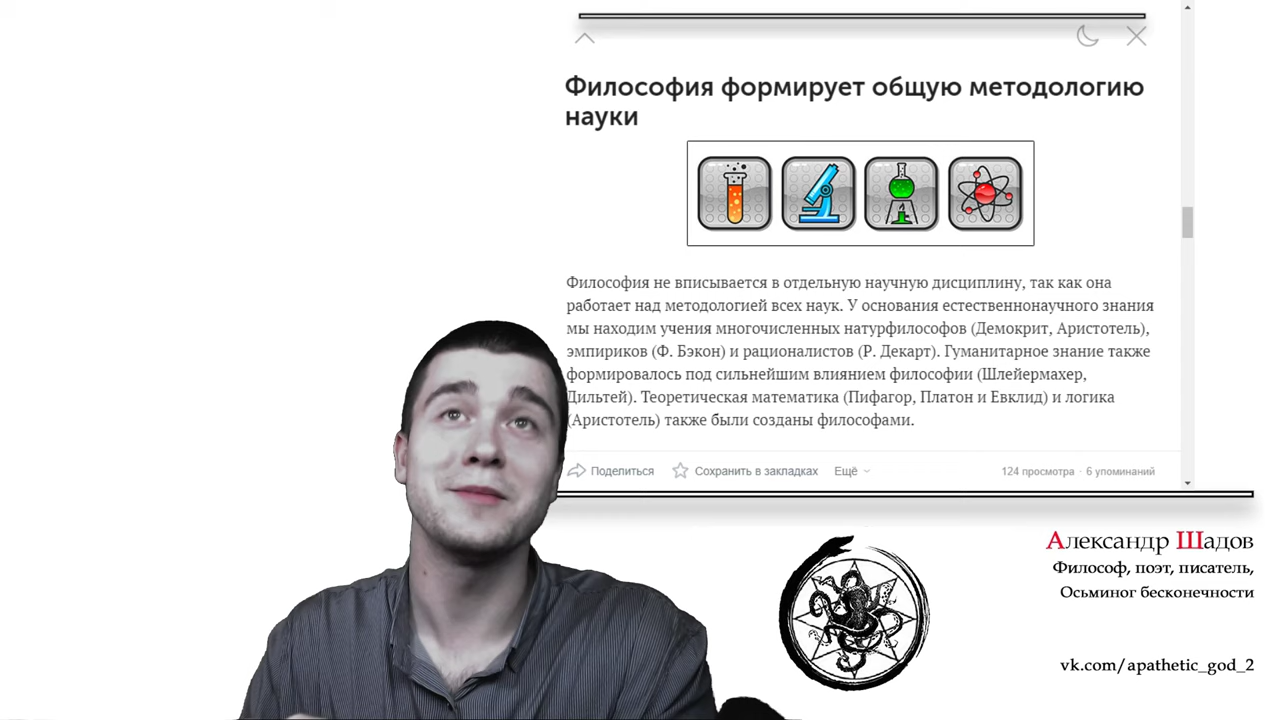 Философия формирует общую методологию
науки
Философия не вписывается в отдельную научную дисциплину, так как она
работает над методологией всех наук. У основания естественнонаучного знания
мы находим учения многочисленных натурфилософов (Демокрит, Аристотель),
эмпириков (Ф. Бэкон) и рационалистов (Р. Декарт). Гуманитарное знание также
формировалось под сильнейшим влиянием философии (Шлейермахер,
Дильтей). Теоретическая математика (Пифагор, Платон и Евклид) и логика
(Аристотель) также были созданы философами.
Поделиться Сохранить в закладках Ещё 124 просмотра · 6 упоминаний
Александр Шадов
Философ, поэт, писатель,
Осьминог бесконечности
vk.com/apathetic_god_2